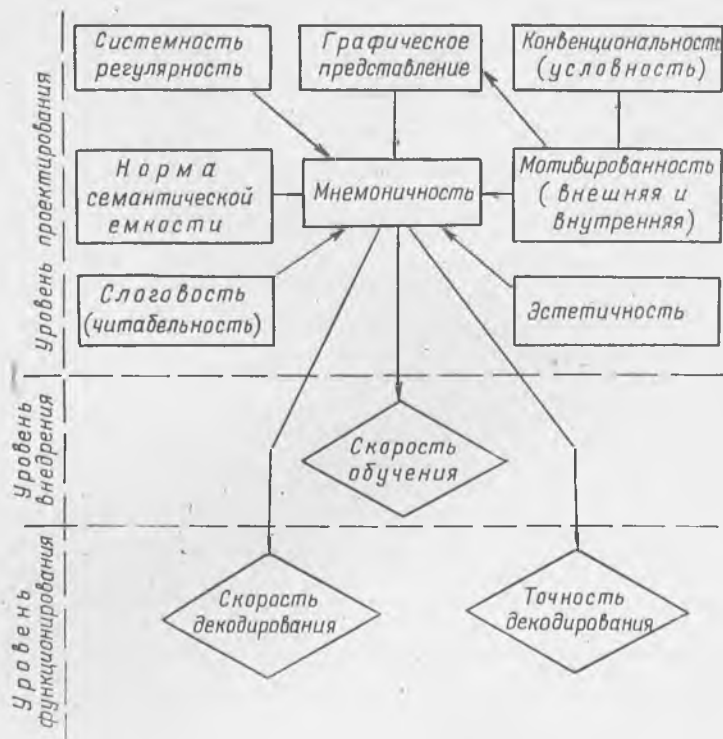 Системность
регулярность
Графическое
представление
Конвенциональность
(условность)
Норма
семантической
емкости
Мнемоничность
Мотивированность
(внешняя и
внутренняя)
Слоговость
(читабельность)
Эстетичность
Уровень проектирования
Скорость
обучения
Уровень
внедрения
Скорость
декодирования
Точность
декодирования
Уровень
функционирования